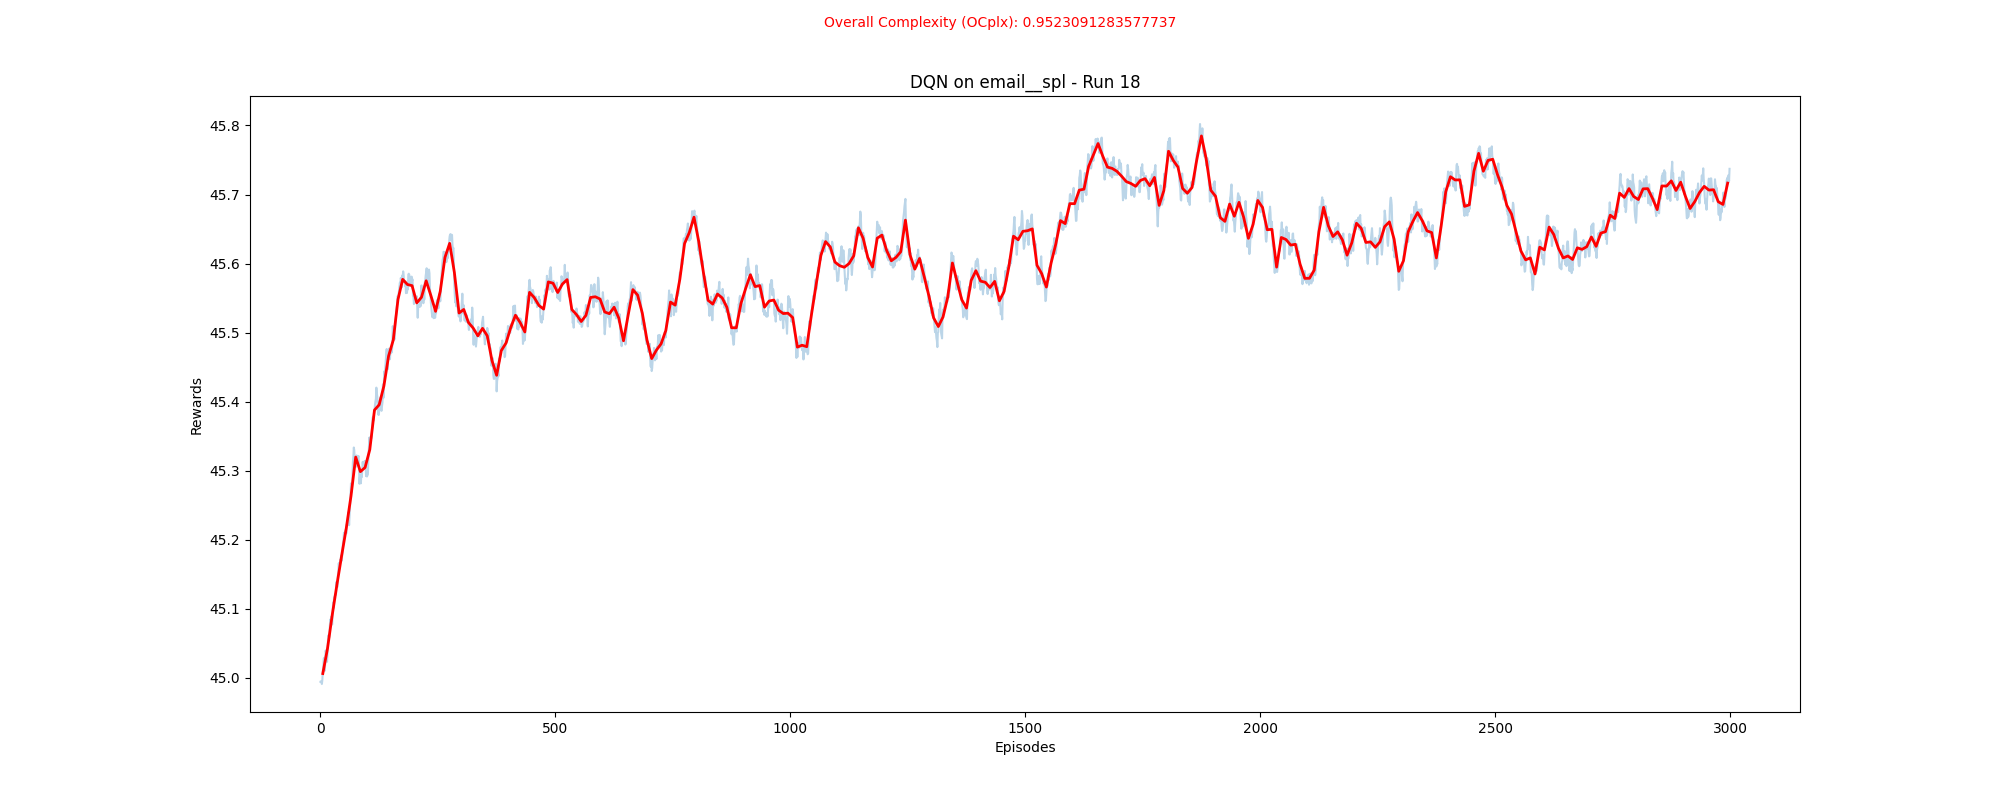 Overall Complexity (OCplx): 0.9523091283577737
DQN on email__spl - Run 18
45.8
45.7
45.6
45.5
45.4
45.3
45.2
45.1
45.0
Rewards
0 500 1000 1500 2000 2500 3000
Episodes